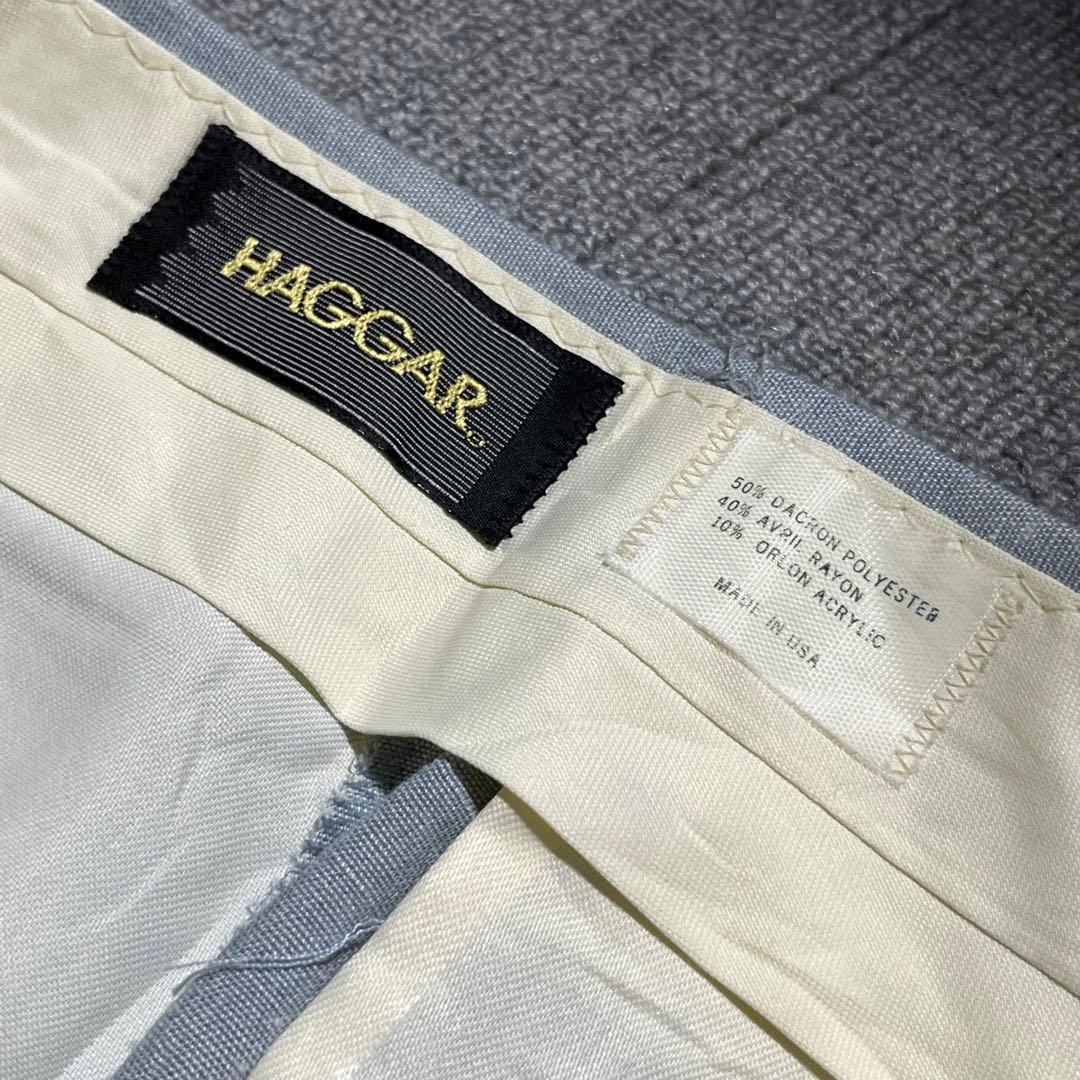 HAGGAR®
50% DACRON POLYESTER
40% AVRIL RAYON
10% ORLON ACRYLIC
MADE IN USA